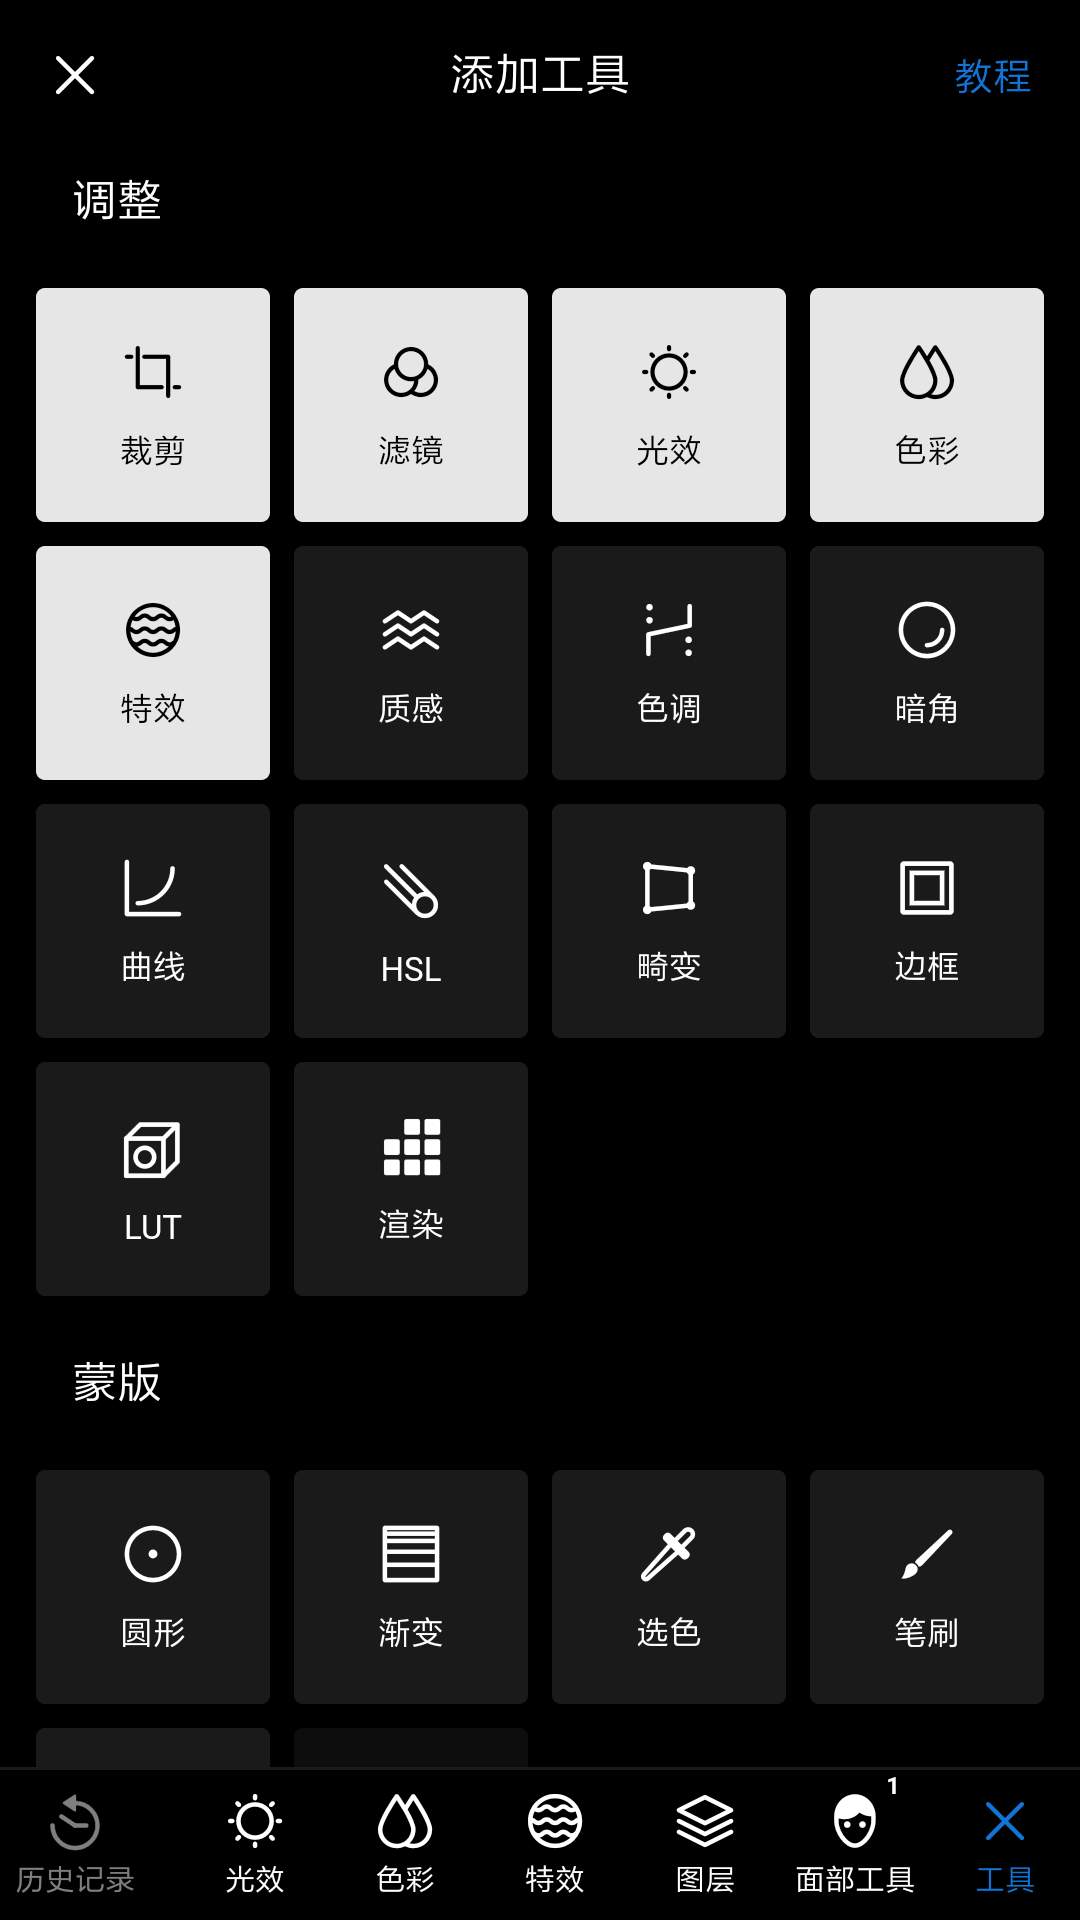 添加工具
教程
调整
裁剪
滤镜
光效
色彩
特效
质感
色调
暗角
曲线
HSL
畸变
边框
LUT
渲染
蒙版
圆形
渐变
选色
笔刷
1
历史记录
光效
色彩
特效
图层
面部工具
工具